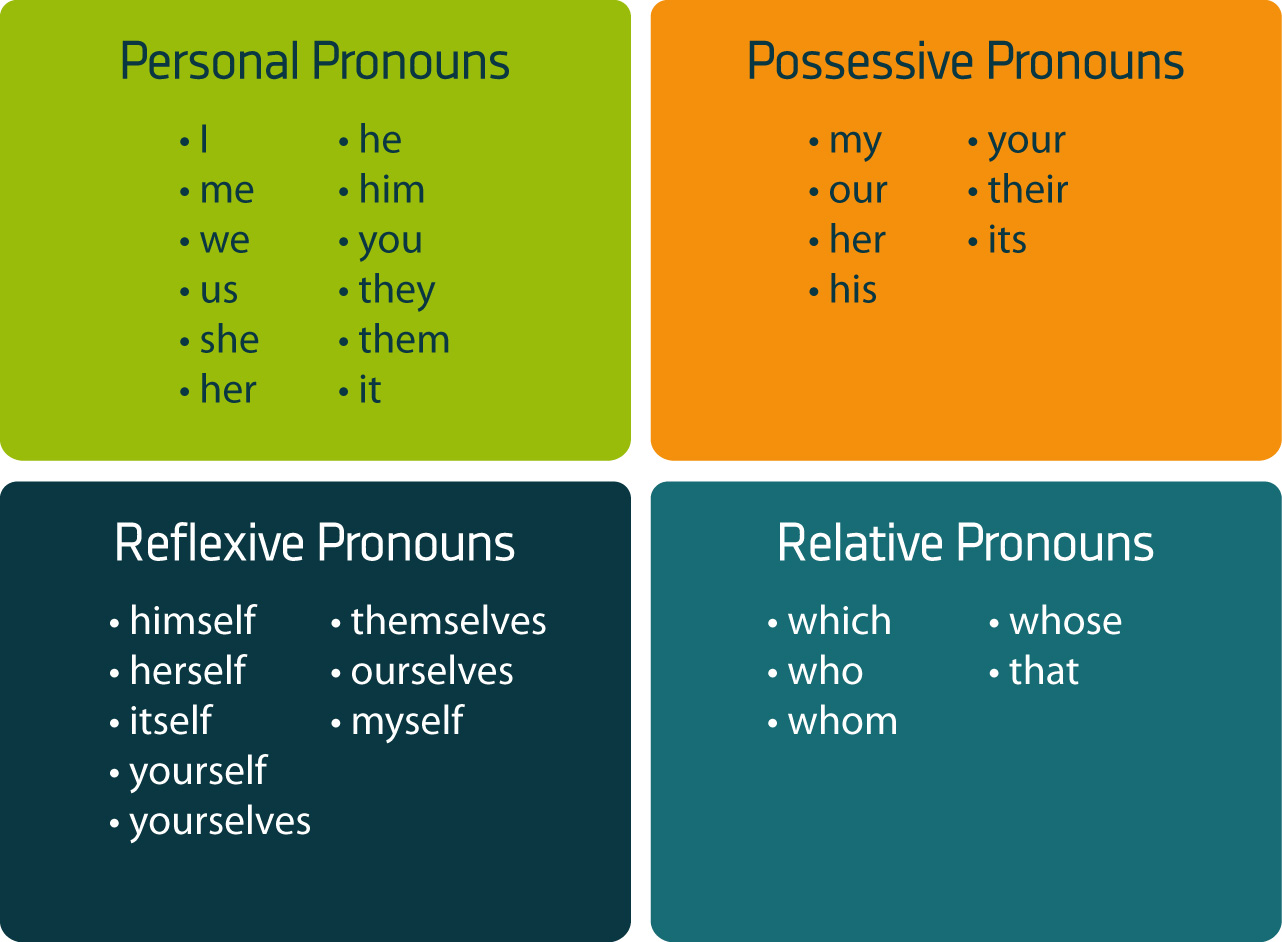 Personal Pronouns
• I
• me
• we
• us
• she
• her
• he
• him
• you
• they
• them
• it
Possessive Pronouns
• my
• our
• her
• his
• your
• their
• its
Reflexive Pronouns
• himself
• herself
• itself
• yourself
• yourselves
• themselves
• ourselves
• myself
Relative Pronouns
• which
• who
• whom
• whose
• that